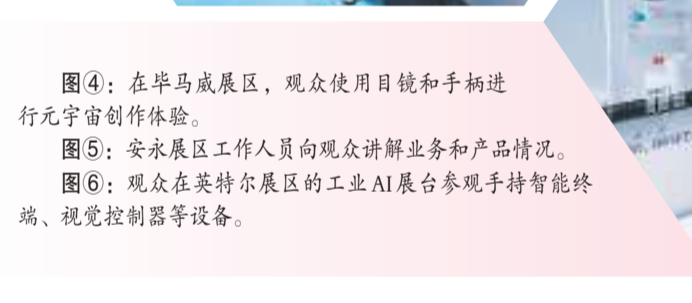 图④：在毕马威展区，观众使用目镜和手柄进
行元宇宙创作体验。
图⑤：安永展区工作人员向观众讲解业务和产品情况。
图⑥：观众在英特尔展区的工业AI展台参观手持智能终
端、视觉控制器等设备。